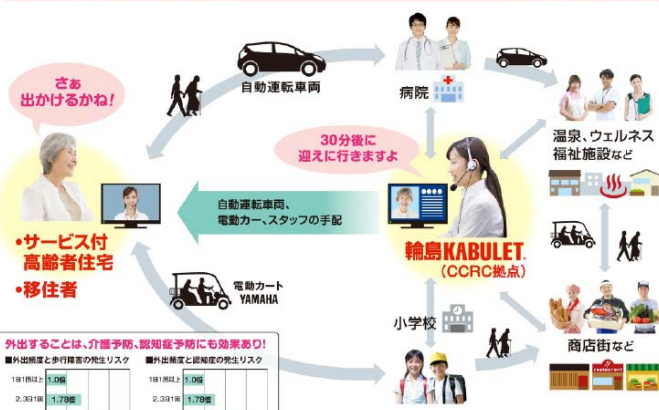 さぁ
出かけるかね!
自動運転車両
病院
温泉、ウェルネス
福祉施設など
30分後に
迎えに行きますよ
自動運転車両、
電動カー、スタッフの手配
・サービス付
高齢者住宅
・移住者
輪島KABULET®
(CCRC拠点)
電動カート
YAMAHA
小学校
商店街など
restaurant
外出することは、介護予防、認知症予防にも効果あり!
■外出頻度と歩行障害の発生リスク
1日1回以上 1.0倍
2、3日1回 1.78倍
■外出頻度と認知症の発生リスク
1日1回以上 1.0倍
2、3日1回 1.78倍